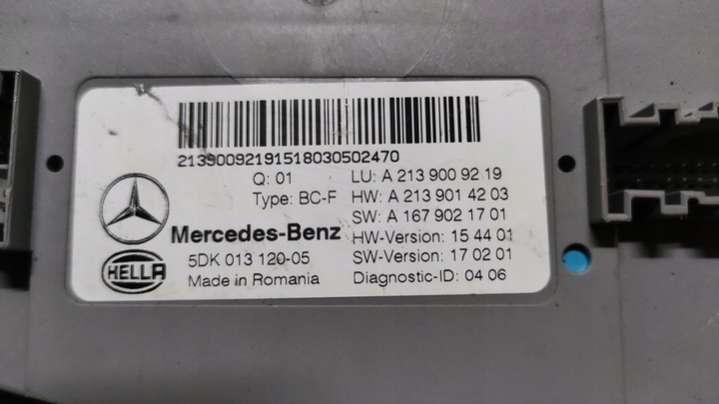 21390092191518030502470
Q: 01
LU: A 213 900 92 19
Type: BC-F
HW: A 213 901 42 03
SW: A 167 902 17 01
Mercedes-Benz
HW-Version: 15 44 01
HELLA
5DK 013 120-05
SW-Version: 17 02 01
Made in Romania
Diagnostic-ID: 04 06